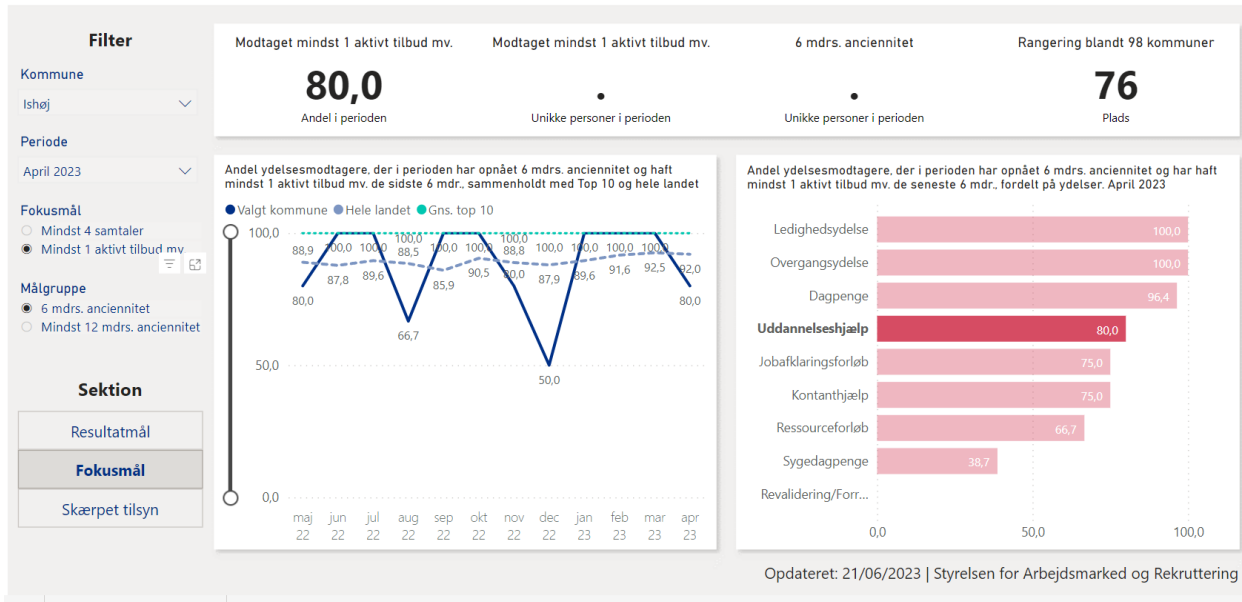 Filter
Kommune
Ishøj
Periode
April 2023
Fokusmål
Mindst 4 samtaler
Mindst 1 aktivt tilbud mv.
Målgruppe
6 mdrs. anciennitet
Mindst 12 mdrs. anciennitet
Sektion
Resultatmål
Fokusmål
Skærpet tilsyn
Modtaget mindst 1 aktivt tilbud mv.
80,0
Andel i perioden
Modtaget mindst 1 aktivt tilbud mv.
.
Unikke personer i perioden
6 mdrs. anciennitet
.
Unikke personer i perioden
Rangering blandt 98 kommuner
76
Plads
Andel ydelsesmodtagere, der i perioden har opnået 6 mdrs. anciennitet og haft
mindst 1 aktivt tilbud mv. de sidste 6 mdr., sammenholdt med Top 10 og hele landet
Valgt kommune Hele landet Gns. top 10
100,0
50,0
0,0
88,9 100,0 100,0 100,0 100,0 100,0 100,0 100,0 100,0 100,0 100,0 92,0
87,8 89,6 88,5 85,9 90,5 88,8 87,9 89,6 91,6 92,5
80,0 66,7 80,0 50,0 80,0
maj jun jul aug sep okt nov dec jan feb mar apr
22 22 22 22 22 22 22 22 23 23 23 23
Andel ydelsesmodtagere, der i perioden har opnået 6 mdrs. anciennitet og har haft
mindst 1 aktivt tilbud mv. de seneste 6 mdr., fordelt på ydelser. April 2023
Ledighedsydelse 100,0
Overgangsydelse 100,0
Dagpenge 96,4
Uddannelseshjælp 80,0
Jobafklaringsforløb 75,0
Kontanthjælp 75,0
Ressourceforløb 66,7
Sygedagpenge 38,7
Revalidering/Forr...
0,0 50,0 100,0
Opdateret: 21/06/2023 | Styrelsen for Arbejdsmarked og Rekruttering